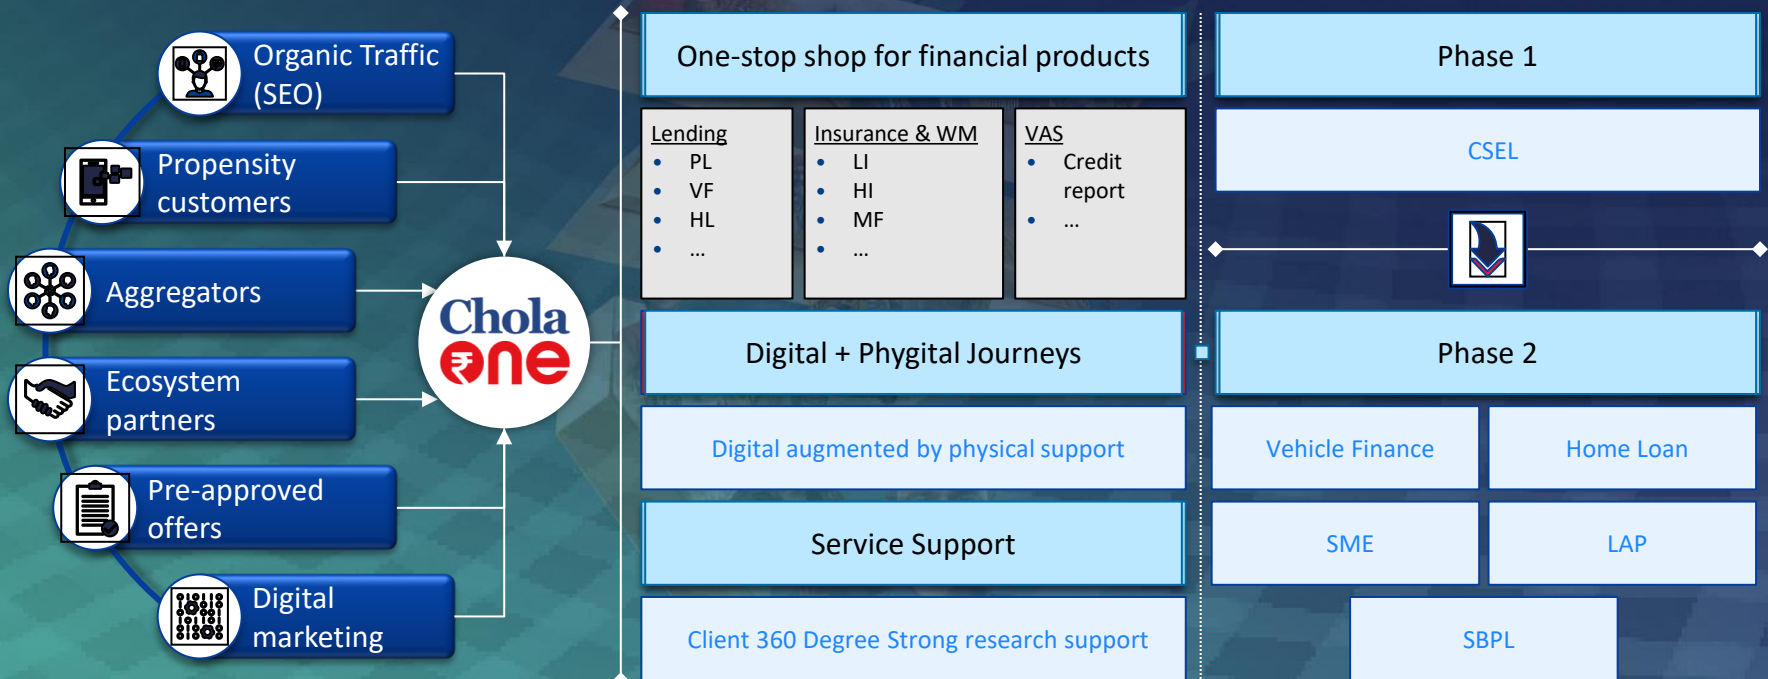 Organic Traffic
(SEO)
Propensity
customers
Aggregators
Ecosystem
partners
Pre-approved
offers
Digital
marketing
Chola
₹ne
One-stop shop for financial products
Lending
• PL
• VF
• HL
• ...
Insurance & WM
• LI
• HI
• MF
• ...
VAS
• Credit
report
• ...
Digital + Phygital Journeys
Digital augmented by physical support
Service Support
Client 360 Degree Strong research support
Phase 1
CSEL
Phase 2
Vehicle Finance
Home Loan
SME
LAP
SBPL